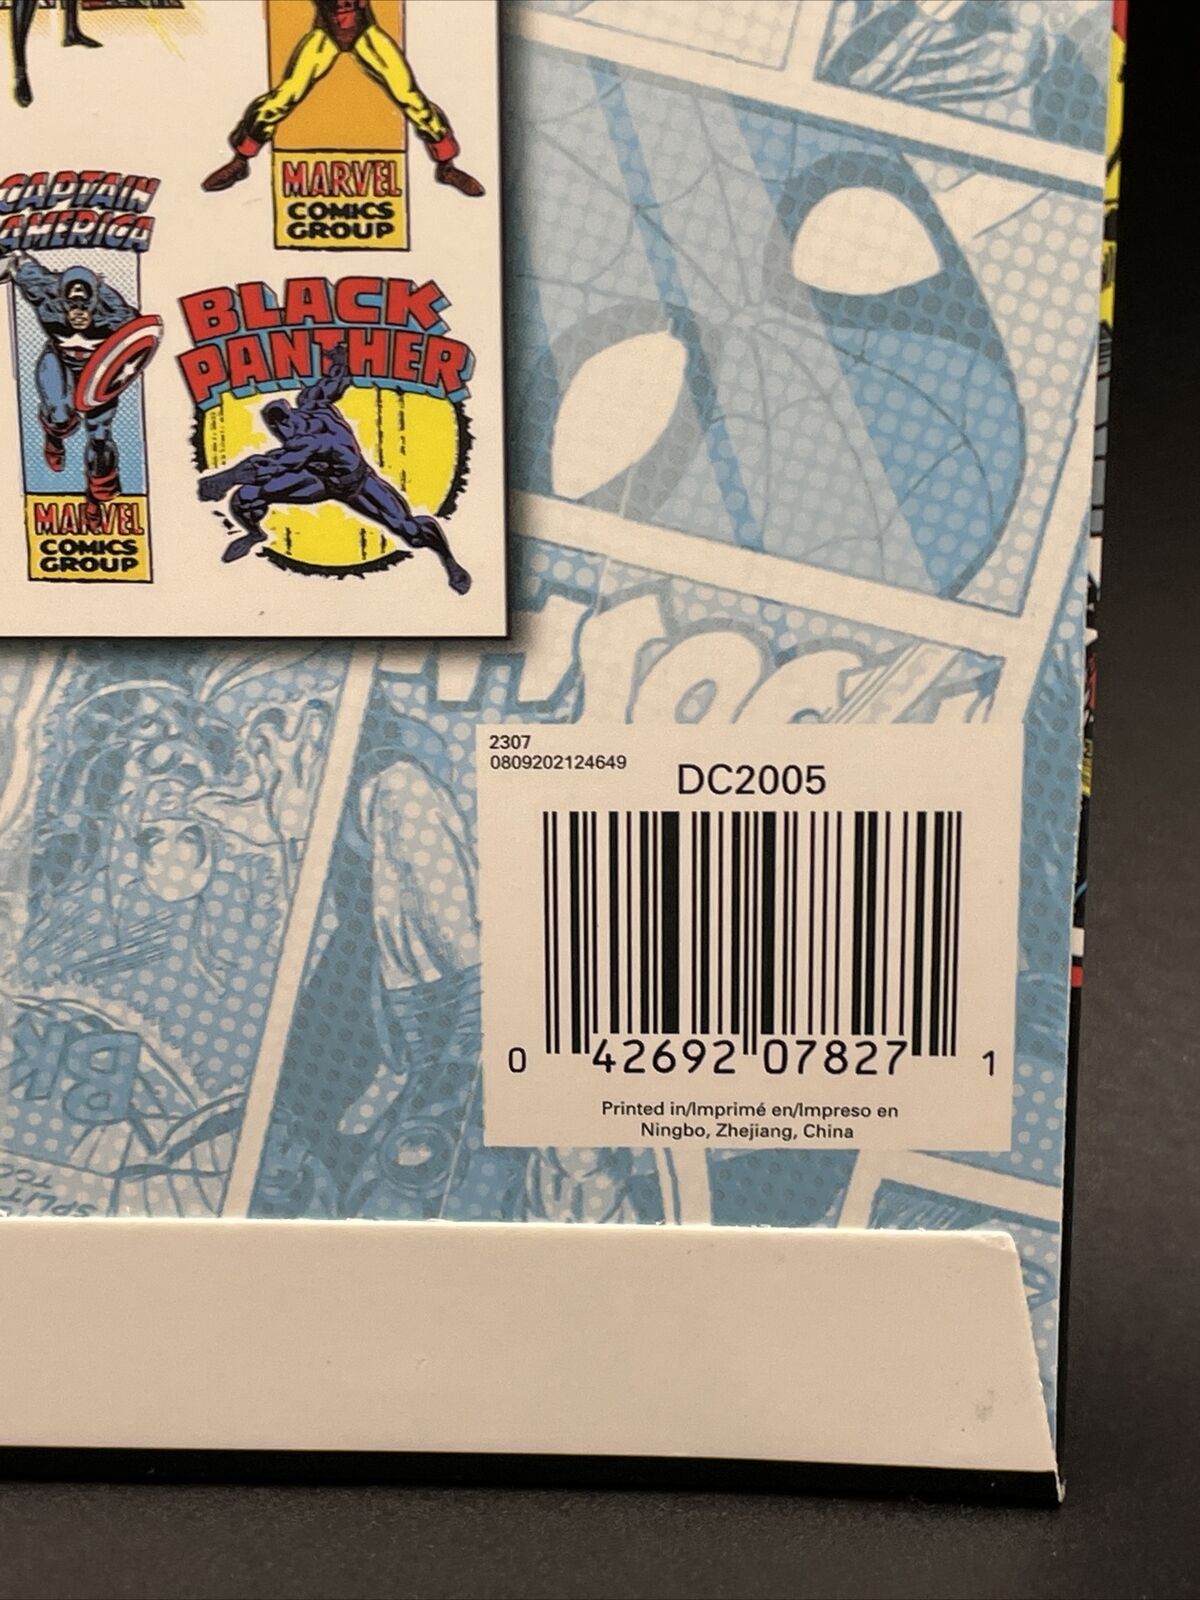 MARVEL
COMICS
GROUP
CAPTAIN
AMERICA
BLACK
PANTHER
MARVEL
COMICS
GROUP
2307
0809202124649
DC2005
0 42692 07827 1
Printed in/Imprimé en/Impreso en
Ningbo, Zhejiang, China